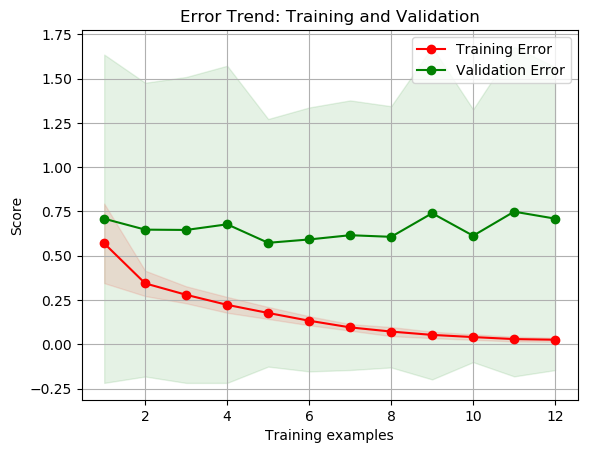 Error Trend: Training and Validation
Training Error
Validation Error
Score
1.75
1.50
1.25
1.00
0.75
0.50
0.25
0.00
−0.25
2 4 6 8 10 12
Training examples